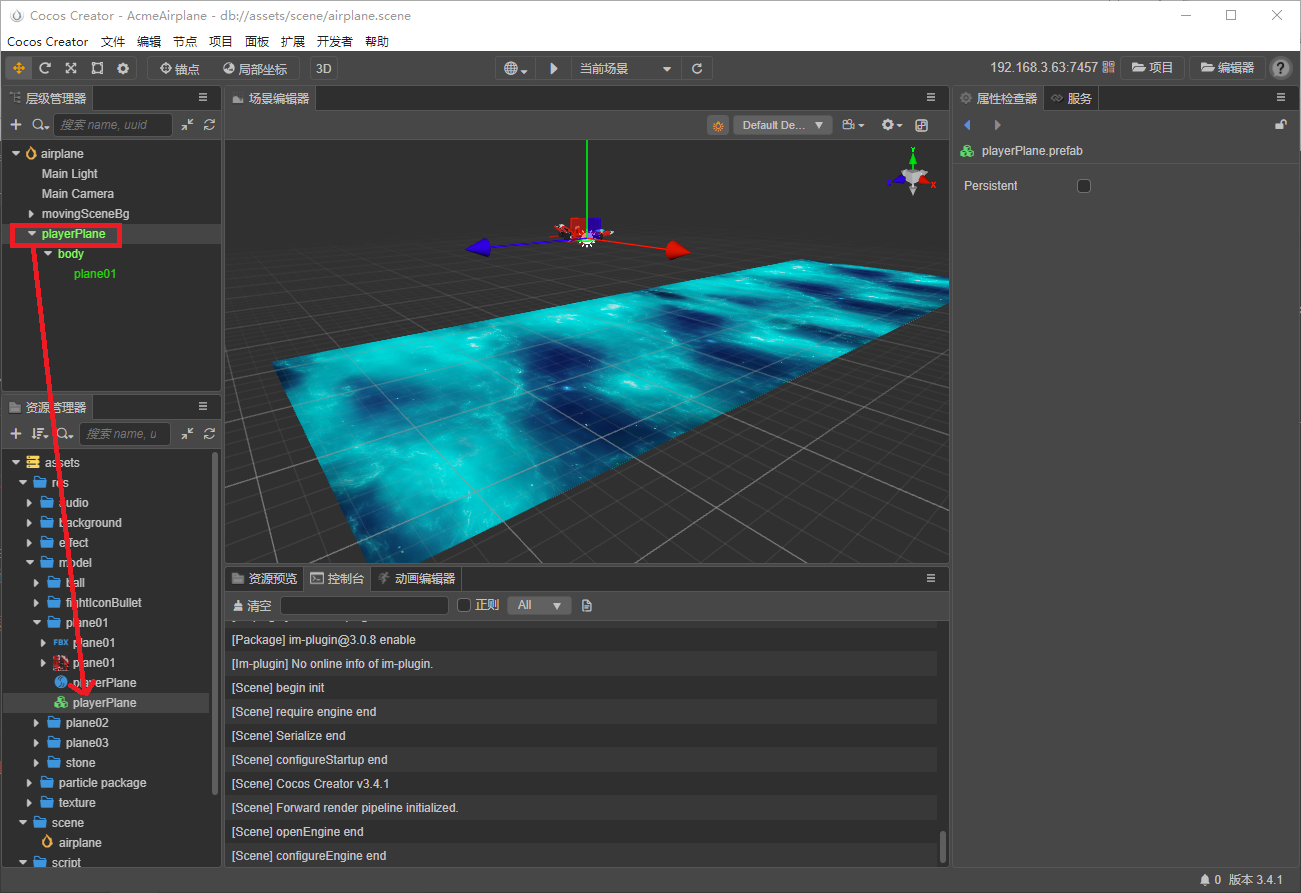 Cocos Creator - AcmeAirplane - db://assets/scene/airplane.scene
Cocos Creator 文件 编辑 节点 项目 面板 扩展 开发者 帮助
锚点 局部坐标 3D 当前场景 192.168.3.63:7457 项目 编辑器 ?
层级管理器
搜索 name, uuid
airplane
Main Light
Main Camera
movingSceneBg
playerPlane
body
plane01
资源管理器
搜索 name, u
assets
res
audio
background
effect
model
ball
fightIconBullet
plane01
FBX plane01
plane01
playerPlane
playerPlane
plane02
plane03
stone
particle package
texture
scene
airplane
script
场景编辑器
Default De...
Y
X
资源预览 控制台 动画编辑器
清空 正则 All
[Package] im-plugin@3.0.8 enable
[Im-plugin] No online info of im-plugin.
[Scene] begin init
[Scene] require engine end
[Scene] Serialize end
[Scene] configureStartup end
[Scene] Cocos Creator v3.4.1
[Scene] Forward render pipeline initialized.
[Scene] openEngine end
[Scene] configureEngine end
属性检查器 服务
playerPlane.prefab
Persistent
0 版本 3.4.1